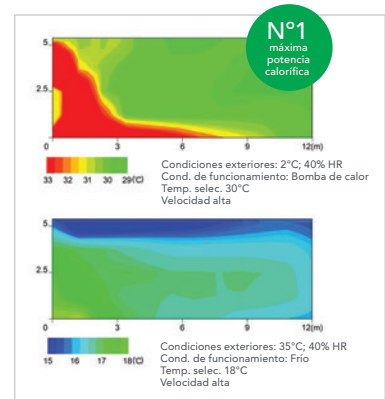 Nº1
máxima
potencia
calorífica
5
2.5
0 3 6 9 12(m)
33 32 31 30 29(℃)
Condiciones exteriores: 2°C; 40% HR
Cond. de funcionamiento: Bomba de calor
Temp. selec. 30°C
Velocidad alta
5
2.5
0 3 6 9 12(m)
15 16 17 18(℃)
Condiciones exteriores: 35°C; 40% HR
Cond. de funcionamiento: Frío
Temp. selec. 18°C
Velocidad alta